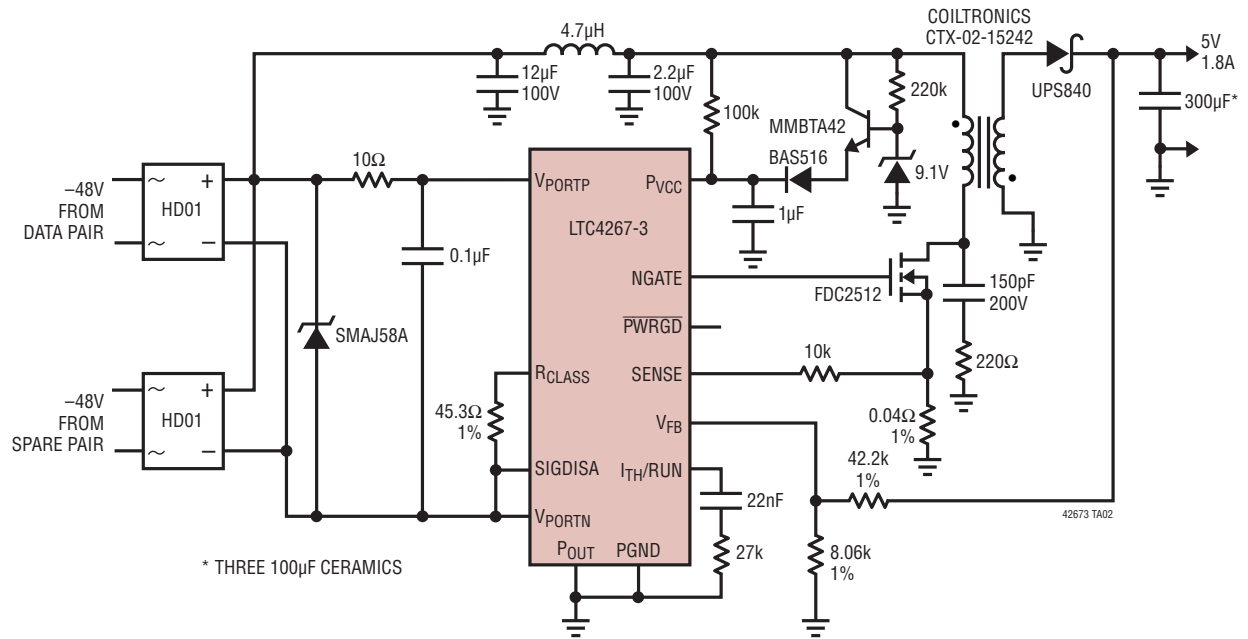 COILTRONICS
CTX-02-15242
4.7µH
5V
1.8A
12µF
100V
2.2µF
100V
100k
220k
UPS840
300µF*
MMBTA42
BAS516
9.1V
10Ω
–48V
FROM
DATA PAIR
~
~
+
–
HD01
VPORTP
PVCC
1µF
LTC4267-3
0.1µF
NGATE
FDC2512
150pF
200V
PWRGD
SMAJ58A
RCLASS
SENSE
10k
220Ω
–48V
FROM
SPARE PAIR
~
~
+
–
HD01
45.3Ω
1%
VFB
0.04Ω
1%
SIGDISA
ITH/RUN
42.2k
1%
22nF
VPORTN
42673 TA02
POUT
PGND
27k
8.06k
1%
* THREE 100µF CERAMICS